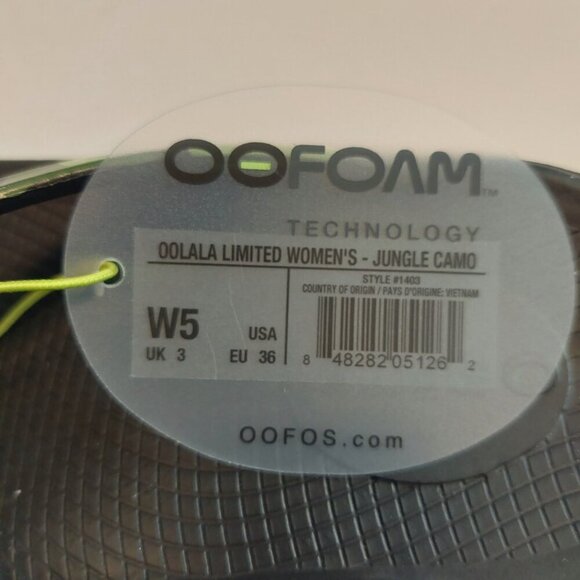 OOFOAM™
TECHNOLOGY
OOLALA LIMITED WOMEN'S - JUNGLE CAMO
STYLE #1403
COUNTRY OF ORIGIN / PAYS D'ORIGINE: VIETNAM
W5 USA
UK 3 EU 36
8 48282 05126 2
OOFOS.com